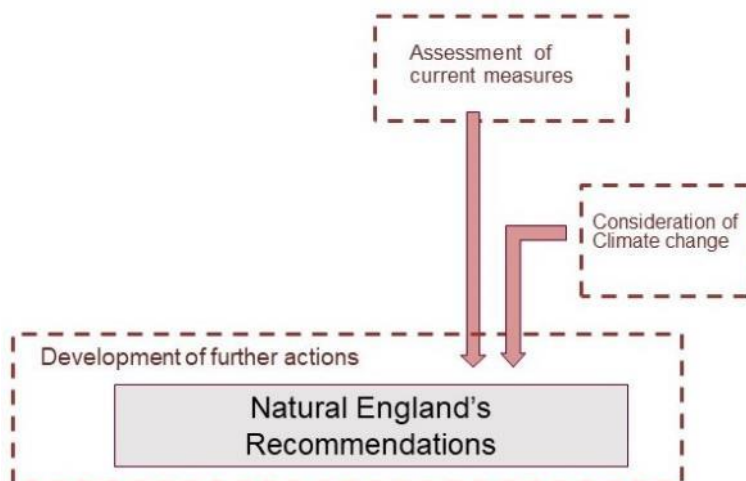 Assessment of
current measures
Consideration of
Climate change
Development of further actions
Natural England's
Recommendations